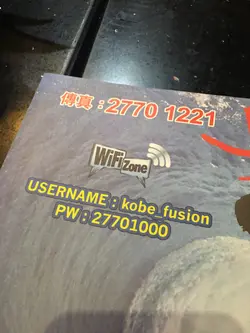 傳真：2770 1221
WiFi Zone
USERNAME : kobe_fusion
PW : 27701000